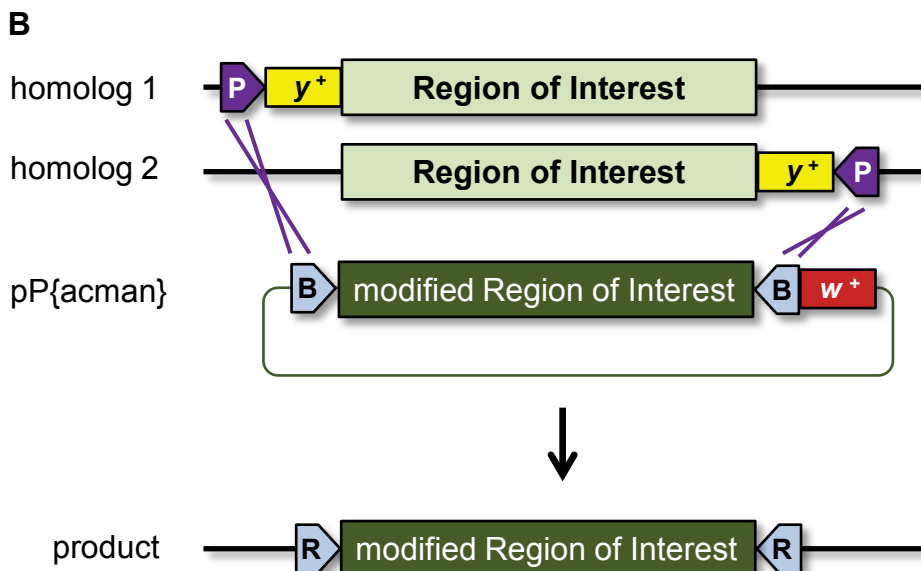 B
homolog 1 P y+ Region of Interest
homolog 2 Region of Interest y+ P
pP{acman} B modified Region of Interest B w+
product R modified Region of Interest R